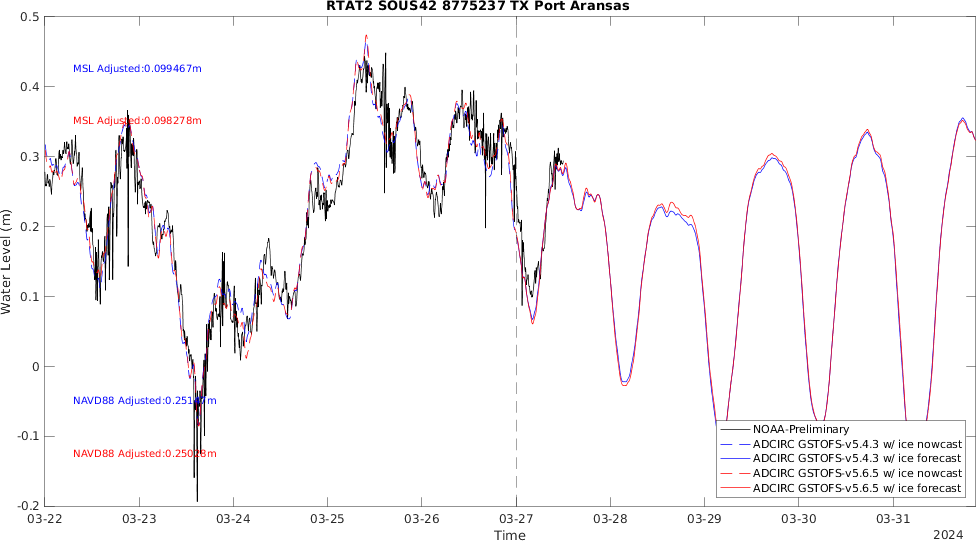 RTAT2 SOUS42 8775237 TX Port Aransas
0.5
0.4
0.3
0.2
0.1
0
-0.1
-0.2
Water Level (m)
MSL Adjusted:0.099467m
MSL Adjusted:0.098278m
NAVD88
NAVD88
NOAA-Preliminary
ADCIRC GSTOFS-v5.4.3 w/ ice nowcast
ADCIRC GSTOFS-v5.4.3 w/ ice forecast
ADCIRC GSTOFS-v5.6.5 w/ ice nowcast
ADCIRC GSTOFS-v5.6.5 w/ ice forecast
03-22 03-23 03-24 03-25 03-26 03-27 03-28 03-29 03-30 03-31
Time
2024